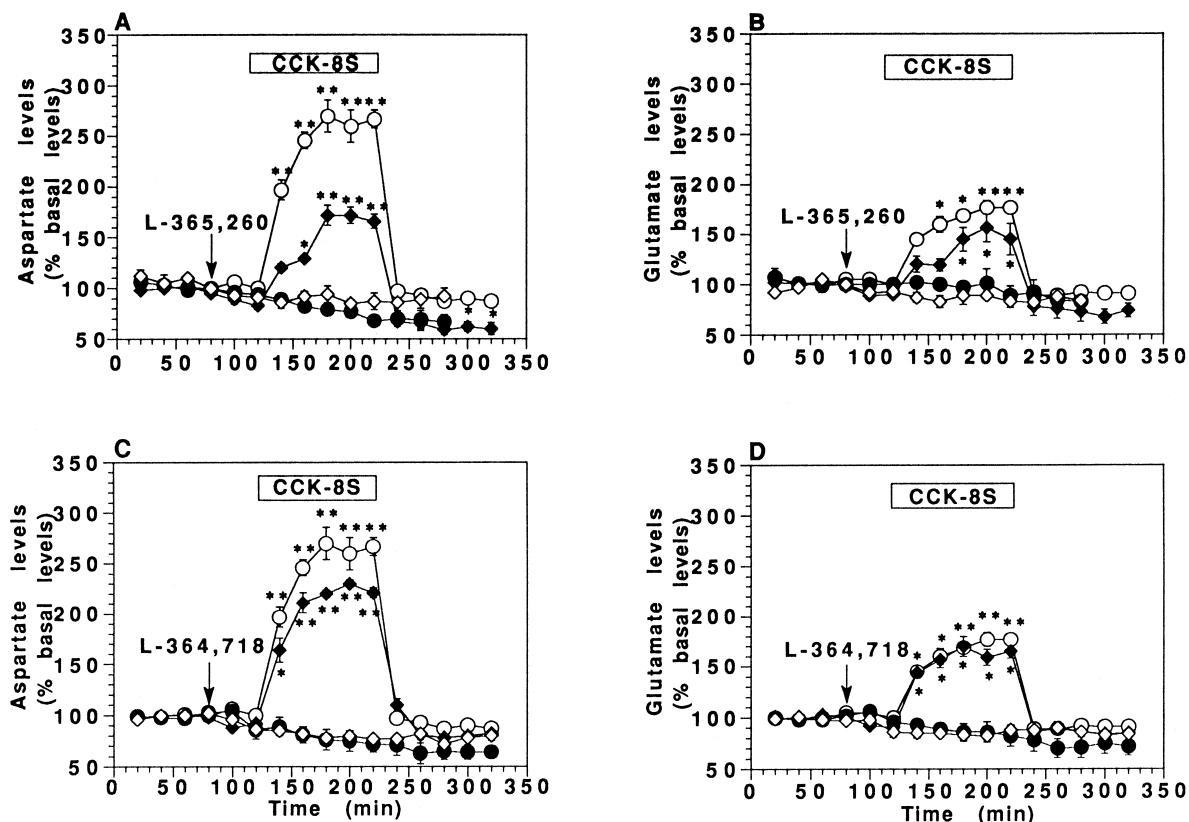 A
350
300
250
200
150
100
50
Aspartate levels
(% basal levels)
CCK-8S
** ** ** ** **
** ** ** * *
L-365,260
* *
0 50 100 150 200 250 300 350
B
350
300
250
200
150
100
50
Glutamate levels
(% basal levels)
CCK-8S
* * ** **
L-365,260
* * *
0 50 100 150 200 250 300 350
C
350
300
250
200
150
100
50
Aspartate levels
(% basal levels)
CCK-8S
** ** ** ** **
L-364,718
* ** ** ** **
0 50 100 150 200 250 300 350
Time (min)
D
350
300
250
200
150
100
50
Glutamate levels
(% basal levels)
CCK-8S
* * ** ** **
L-364,718
* * * * *
0 50 100 150 200 250 300 350
Time (min)